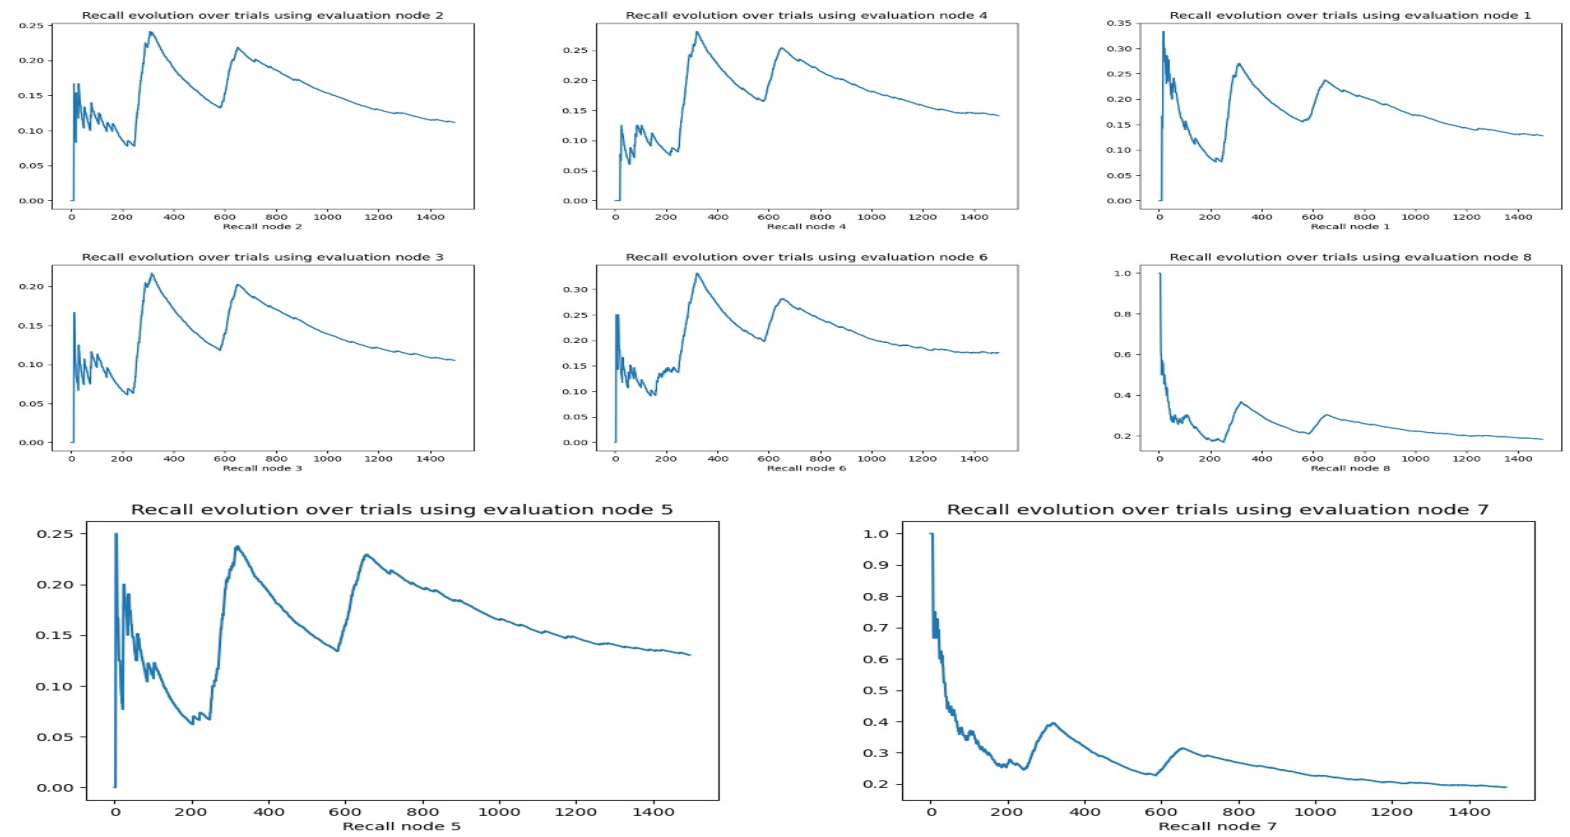 Recall evolution over trials using evaluation node 2
0.25
0.20
0.15
0.10
0.05
0.00
0 200 400 600 800 1000 1200 1400
Recall node 2
Recall evolution over trials using evaluation node 4
0.25
0.20
0.15
0.10
0.05
0.00
0 200 400 600 800 1000 1200 1400
Recall node 4
Recall evolution over trials using evaluation node 1
0.35
0.30
0.25
0.20
0.15
0.10
0.05
0.00
0 200 400 600 800 1000 1200 1400
Recall node 1
Recall evolution over trials using evaluation node 3
0.20
0.15
0.10
0.05
0.00
0 200 400 600 800 1000 1200 1400
Recall node 3
Recall evolution over trials using evaluation node 6
0.30
0.25
0.20
0.15
0.10
0.05
0.00
0 200 400 600 800 1000 1200 1400
Recall node 6
Recall evolution over trials using evaluation node 8
1.0
0.8
0.6
0.4
0.2
0 200 400 600 800 1000 1200 1400
Recall node 8
Recall evolution over trials using evaluation node 5
0.25
0.20
0.15
0.10
0.05
0.00
0 200 400 600 800 1000 1200 1400
Recall node 5
Recall evolution over trials using evaluation node 7
1.0
0.9
0.8
0.7
0.6
0.5
0.4
0.3
0.2
0 200 400 600 800 1000 1200 1400
Recall node 7